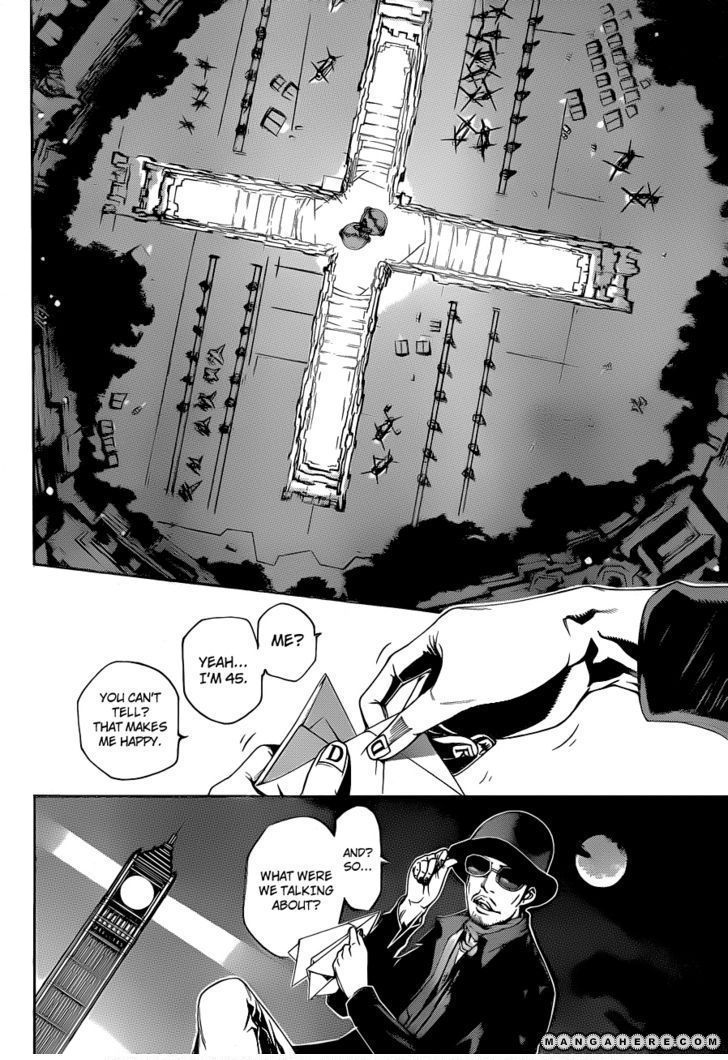 ME?
YEAH...
I'M 45.
YOU CAN'T
TELL?
THAT MAKES
ME HAPPY.
D
K
AND?
SO...
WHAT WERE
WE TALKING
ABOUT?
MANGAHERE.COM